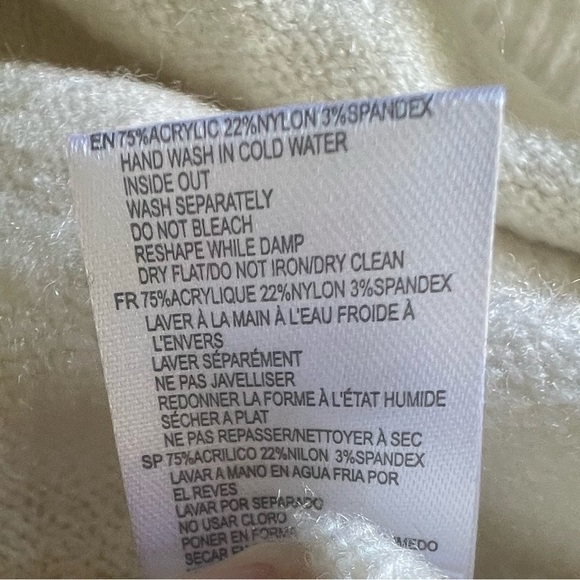 EN 75%ACRYLIC 22%NYLON 3%SPANDEX
HAND WASH IN COLD WATER
INSIDE OUT
WASH SEPARATELY
DO NOT BLEACH
RESHAPE WHILE DAMP
DRY FLAT/DO NOT IRON/DRY CLEAN
FR 75%ACRYLIQUE 22%NYLON 3%SPANDEX
LAVER À LA MAIN À L'EAU FROIDE À
L'ENVERS
LAVER SÉPARÉMENT
NE PAS JAVELLISER
REDONNER LA FORME À L'ÉTAT HUMIDE
SÉCHER A PLAT
NE PAS REPASSER/NETTOYER À SEC
SP 75%ACRILICO 22%NILON 3%SPANDEX
LAVAR A MANO EN AGUA FRIA POR
EL REVES
LAVAR POR SEPARADO
NO USAR CLORO
PONER EN FORMA
SECAR